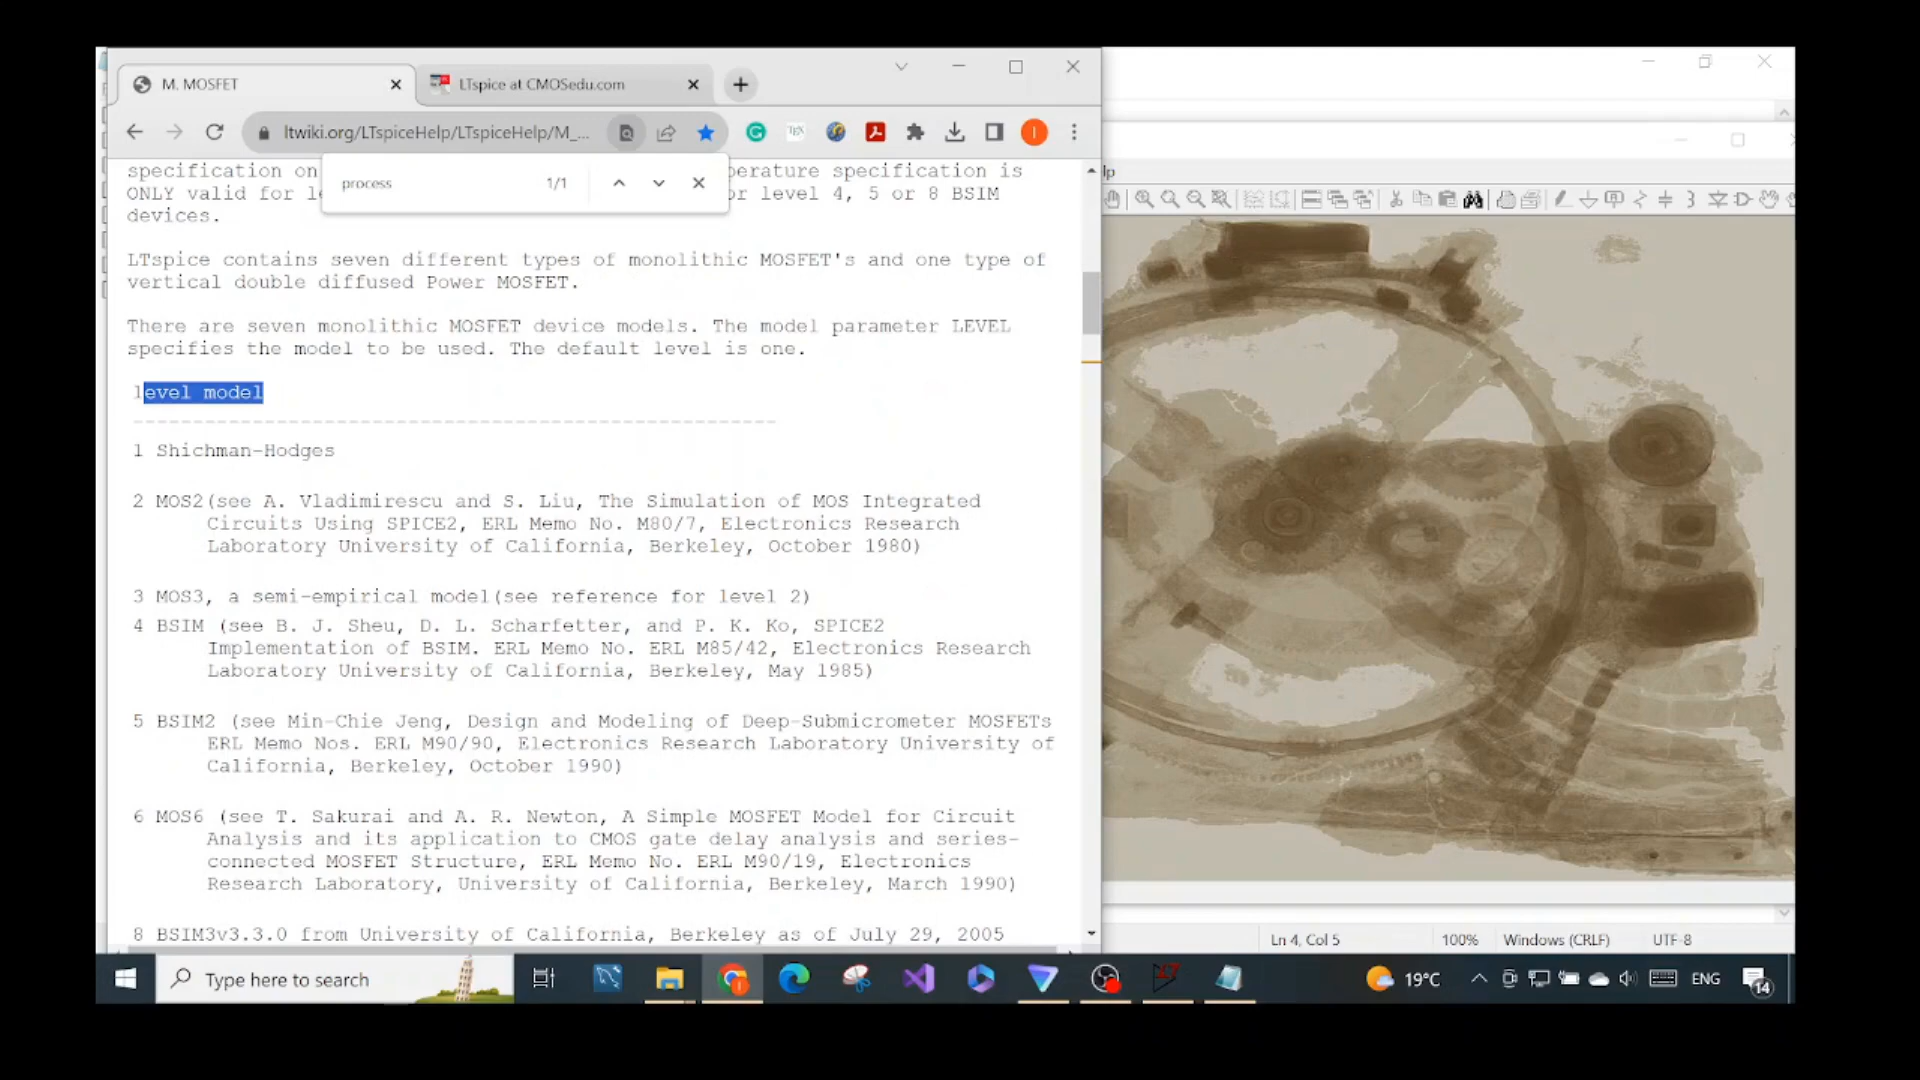 M. MOSFET
LTspice at CMOSedu.com
ltwiki.org/LTspiceHelp/LTspiceHelp/M_...
process 1/1
specification on
perature specification is
ONLY valid for le
or level 4, 5 or 8 BSIM
devices.
LTspice contains seven different types of monolithic MOSFET's and one type of
vertical double diffused Power MOSFET.
There are seven monolithic MOSFET device models. The model parameter LEVEL
specifies the model to be used. The default level is one.
level model
------------------------------------------------------
1 Shichman-Hodges
2 MOS2(see A. Vladimirescu and S. Liu, The Simulation of MOS Integrated
Circuits Using SPICE2, ERL Memo No. M80/7, Electronics Research
Laboratory University of California, Berkeley, October 1980)
3 MOS3, a semi-empirical model(see reference for level 2)
4 BSIM (see B. J. Sheu, D. L. Scharfetter, and P. K. Ko, SPICE2
Implementation of BSIM. ERL Memo No. ERL M85/42, Electronics Research
Laboratory University of California, Berkeley, May 1985)
5 BSIM2 (see Min-Chie Jeng, Design and Modeling of Deep-Submicrometer MOSFETs
ERL Memo Nos. ERL M90/90, Electronics Research Laboratory University of
California, Berkeley, October 1990)
6 MOS6 (see T. Sakurai and A. R. Newton, A Simple MOSFET Model for Circuit
Analysis and its application to CMOS gate delay analysis and series-
connected MOSFET Structure, ERL Memo No. ERL M90/19, Electronics
Research Laboratory, University of California, Berkeley, March 1990)
8 BSIM3v3.3.0 from University of California, Berkeley as of July 29, 2005
lp
Ln 4, Col 5 100% Windows (CRLF) UTF-8
Type here to search
19°C
ENG
14